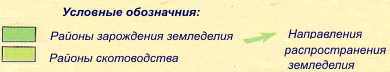 Условные обозначния:
Районы зарождения земледелия
Районы скотоводства
Направления
распространения
земледелия